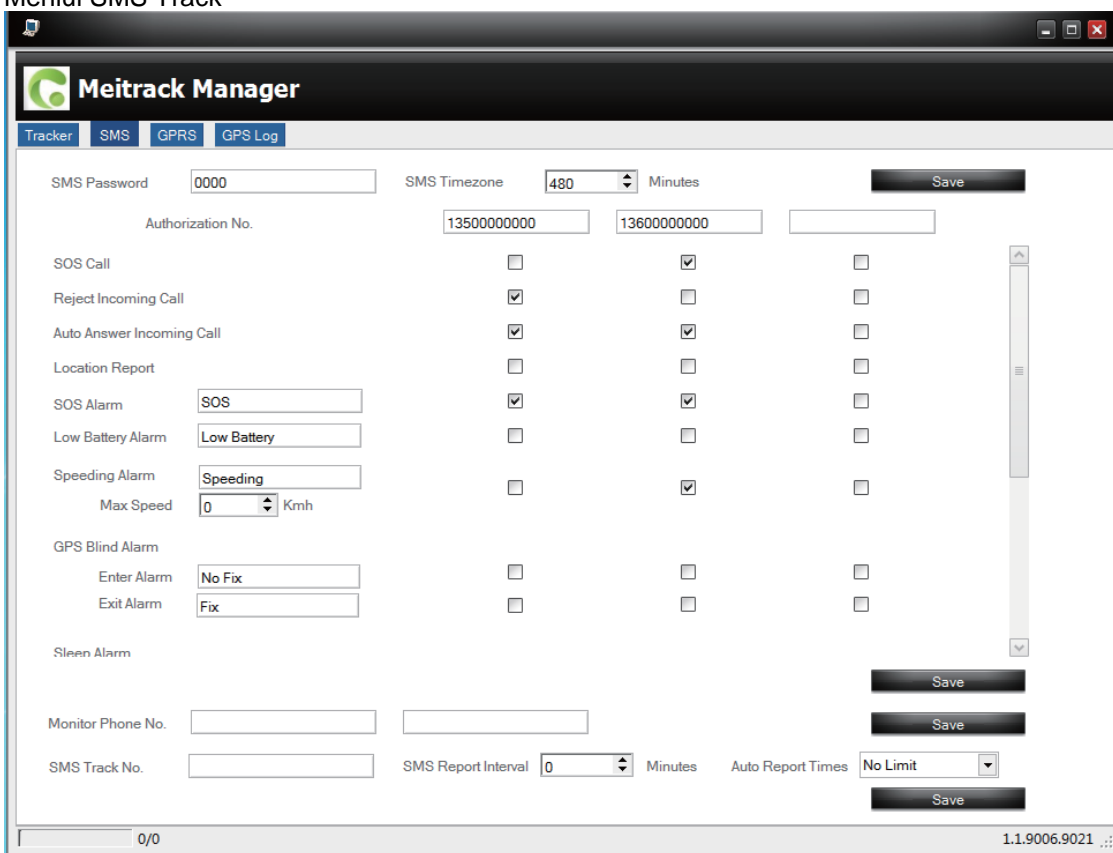 Meniul SMS Track
Meitrack Manager
Tracker SMS GPRS GPS Log
SMS Password 0000 SMS Timezone 480 Minutes Save
Authorization No. 13500000000 13600000000
SOS Call
Reject Incoming Call
Auto Answer Incoming Call
Location Report
SOS Alarm SOS
Low Battery Alarm Low Battery
Speeding Alarm Speeding
Max Speed 0 Kmh
GPS Blind Alarm
Enter Alarm No Fix
Exit Alarm Fix
Sleep Alarm
Save
Monitor Phone No. Save
SMS Track No. SMS Report Interval 0 Minutes Auto Report Times No Limit
Save
0/0 1.1.9006.9021